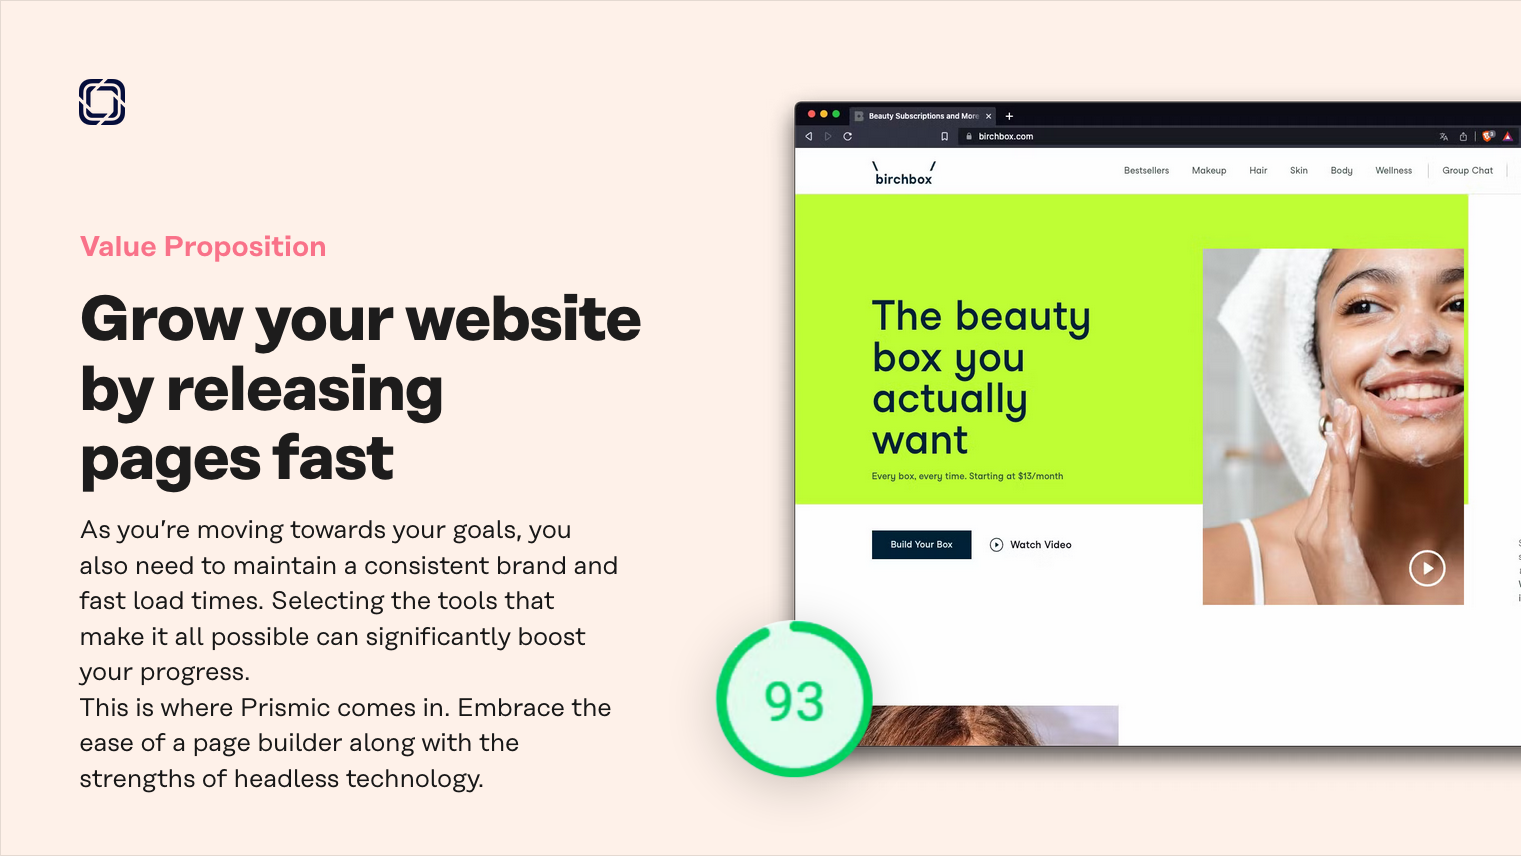 Value Proposition
Grow your website
by releasing
pages fast
As you’re moving towards your goals, you
also need to maintain a consistent brand and
fast load times. Selecting the tools that
make it all possible can significantly boost
your progress.
This is where Prismic comes in. Embrace the
ease of a page builder along with the
strengths of headless technology.
Beauty Subscriptions and More
birchbox.com
birchbox
Bestsellers Makeup Hair Skin Body Wellness Group Chat
The beauty
box you
actually
want
Every box, every time. Starting at $13/month
Build Your Box Watch Video
93